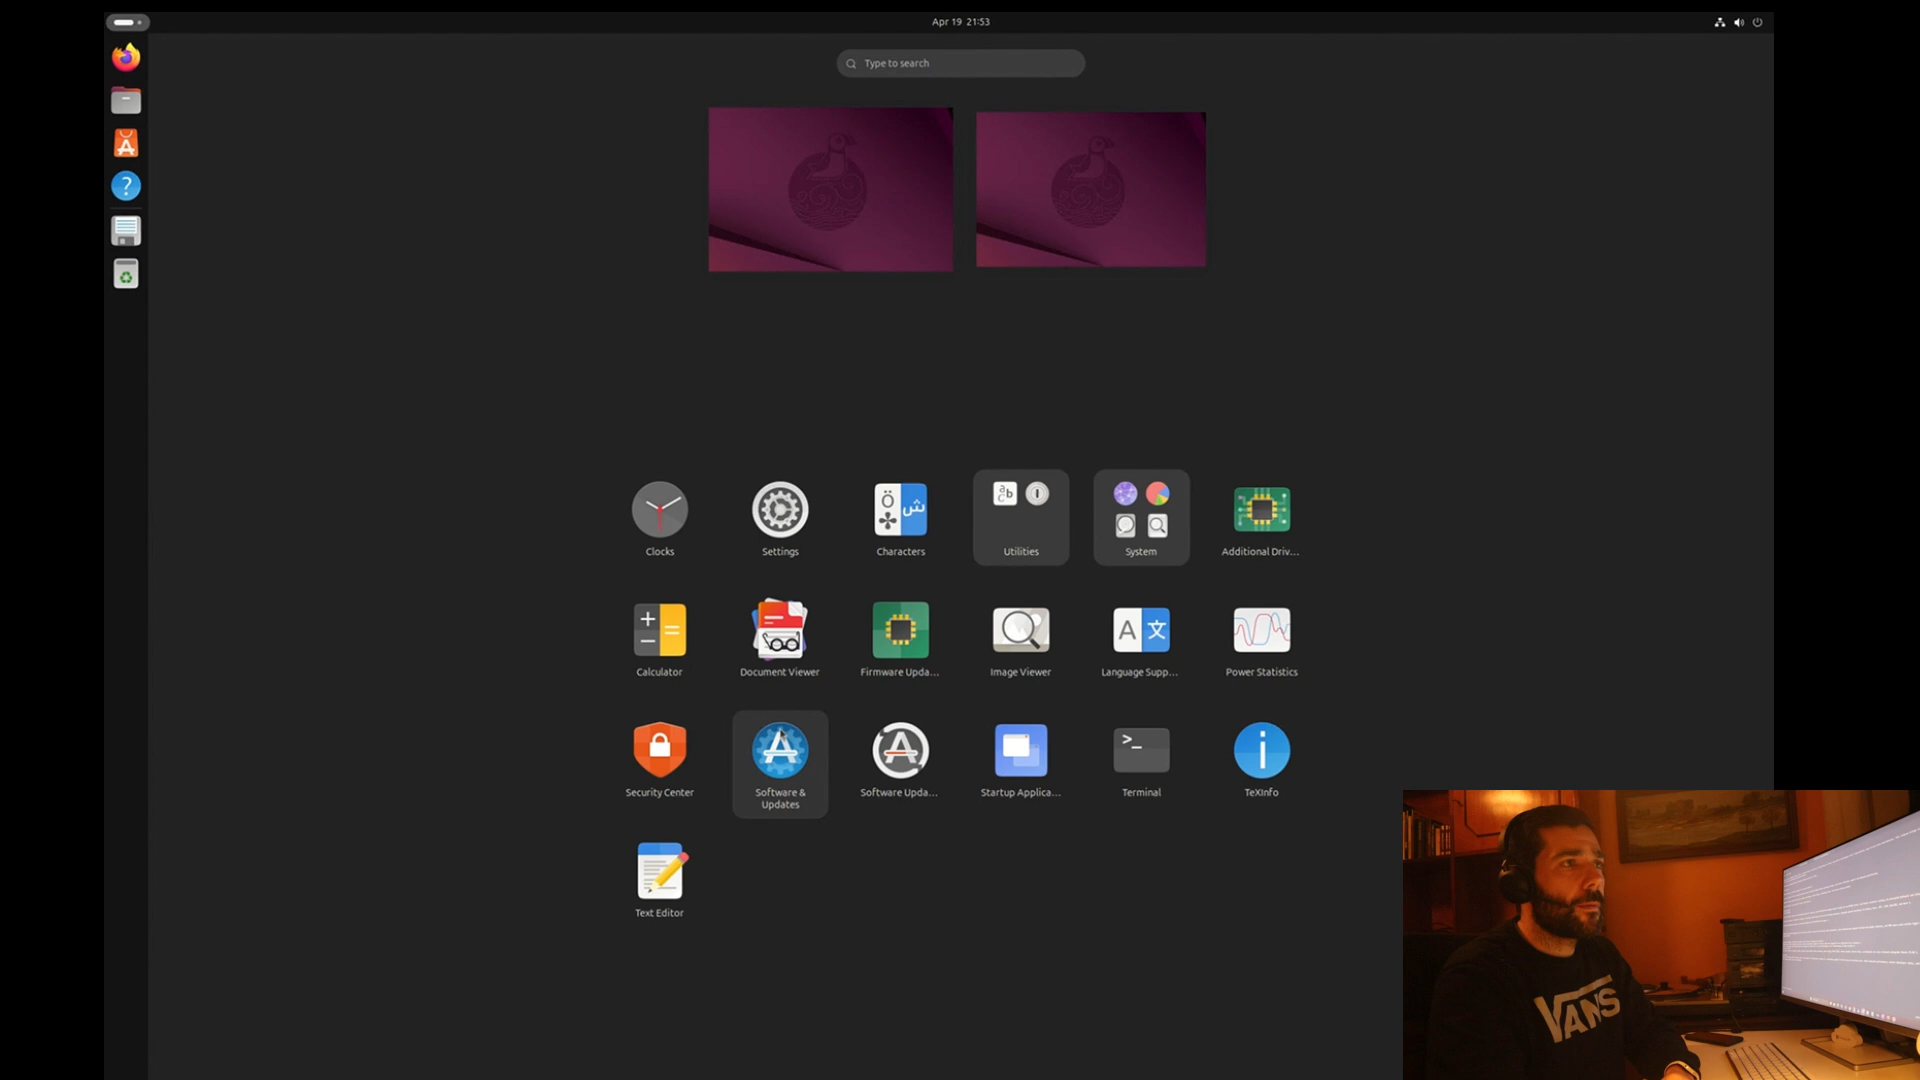 Apr 19 21:53
Type to search
Clocks
Settings
Characters
Utilities
System
Additional Driv...
Calculator
Document Viewer
Firmware Upda...
Image Viewer
Language Supp...
Power Statistics
Security Center
Software &
Updates
Software Upda...
Startup Applica...
Terminal
TeXInfo
Text Editor
VANS